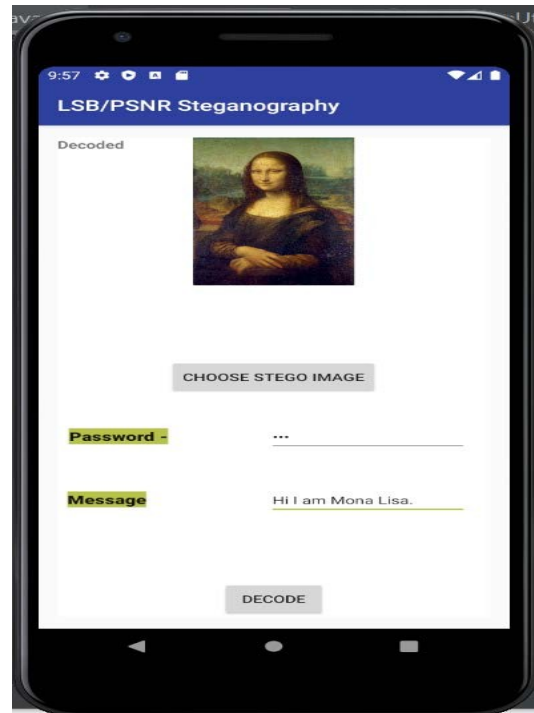 9:57
LSB/PSNR Steganography
Decoded
CHOOSE STEGO IMAGE
Password - •••
Message Hi I am Mona Lisa.
DECODE